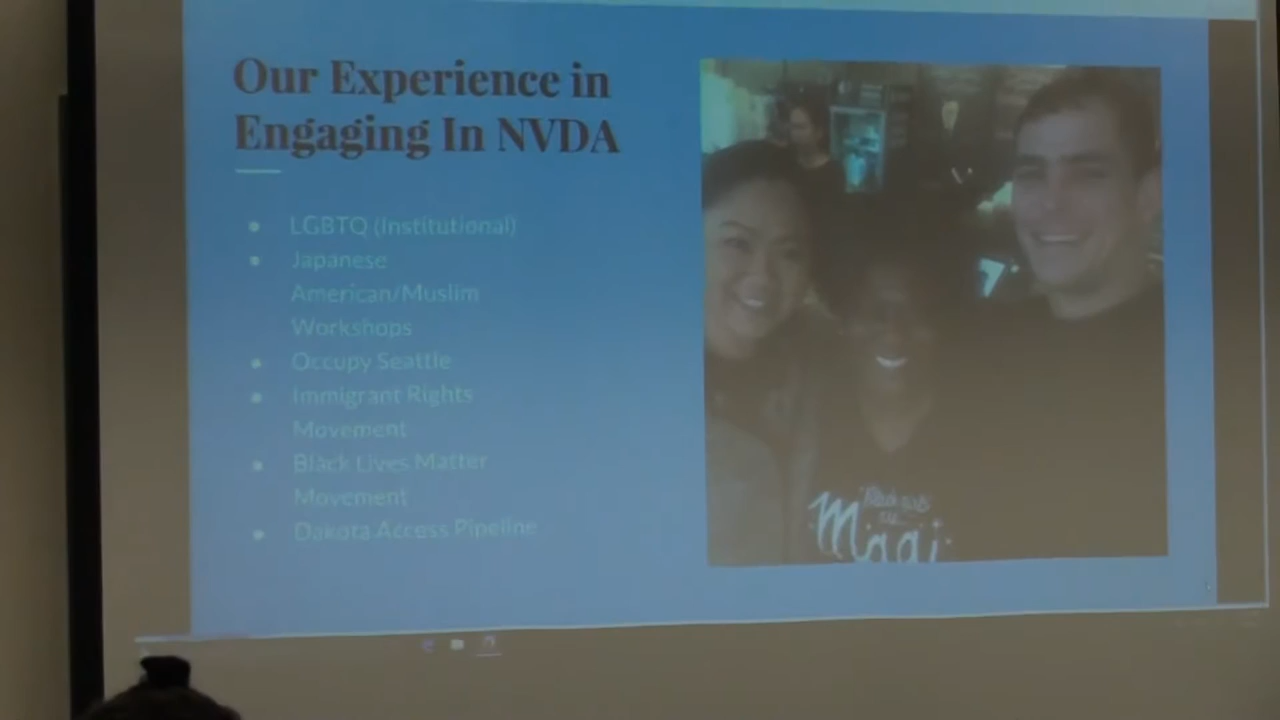 Our Experience in
Engaging In NVDA
LGBTQ (Institutional)
Japanese
American/Muslim
Workshops
Occupy Seattle
Immigrant Rights
Movement
Black Lives Matter
Movement
Dakota Access Pipeline